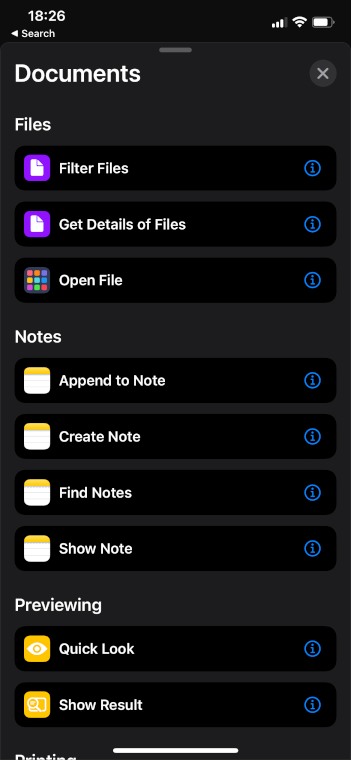 18:26
Search
Documents
Files
Filter Files
Get Details of Files
Open File
Notes
Append to Note
Create Note
Find Notes
Show Note
Previewing
Quick Look
Show Result
Printing